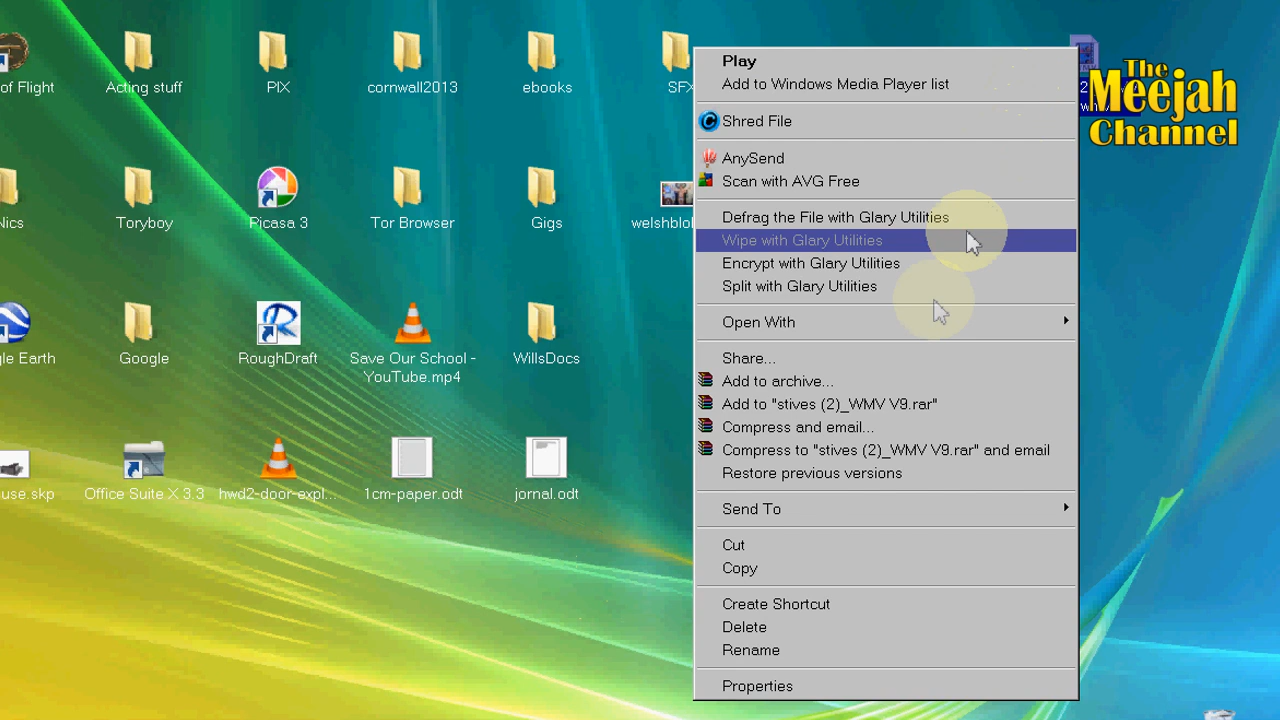 of Flight
Acting stuff
PIX
cornwall2013
ebooks
SFX
Nics
Toryboy
Picasa 3
Tor Browser
Gigs
welshblo
le Earth
Google
RoughDraft
Save Our School -
YouTube.mp4
WillsDocs
use.skp
Office Suite X 3.3
hwd2-door-expl...
1cm-paper.odt
jornal.odt
Play
Add to Windows Media Player list
Shred File
AnySend
Scan with AVG Free
Defrag the File with Glary Utilities
Wipe with Glary Utilities
Encrypt with Glary Utilities
Split with Glary Utilities
Open With
Share...
Add to archive...
Add to "stives (2)_WMV V9.rar"
Compress and email...
Compress to "stives (2)_WMV V9.rar" and email
Restore previous versions
Send To
Cut
Copy
Create Shortcut
Delete
Rename
Properties
The
Meejah
Channel